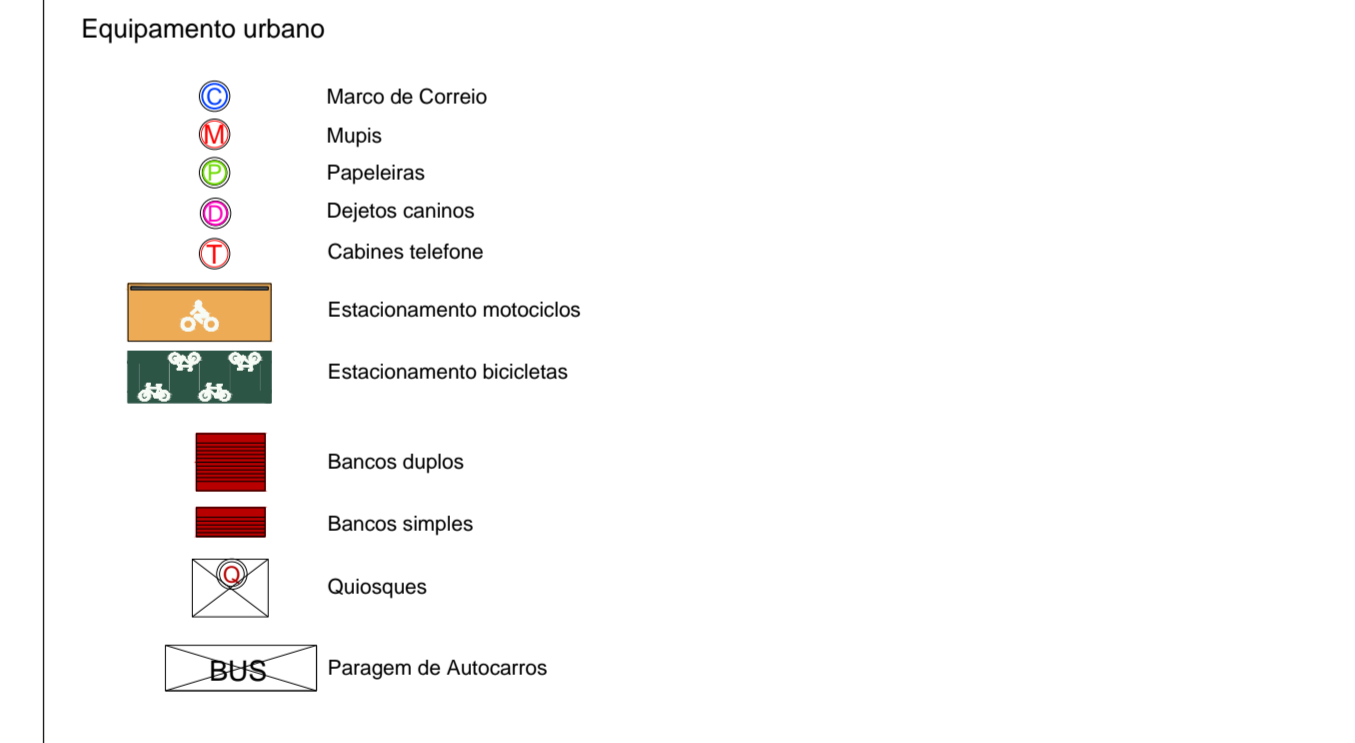 Equipamento urbano
C Marco de Correio
M Mupis
P Papeleiras
D Dejetos caninos
T Cabines telefone
Estacionamento motociclos
Estacionamento bicicletas
Bancos duplos
Bancos simples
Q Quiosques
BUS Paragem de Autocarros